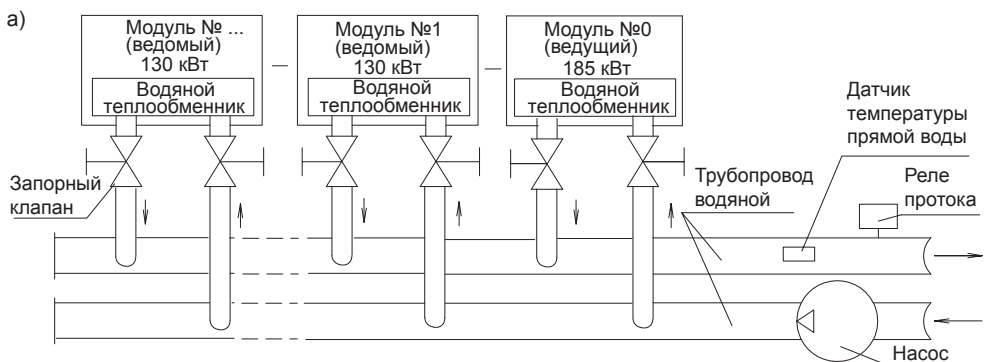 а)
Модуль № ...
(ведомый)
130 кВт
Водяной
теплообменник
Модуль №1
(ведомый)
130 кВт
Водяной
теплообменник
Модуль №0
(ведущий)
185 кВт
Водяной
теплообменник
Датчик
температуры
прямой воды
Запорный
клапан
Трубопровод
водяной
Реле
протока
Насос